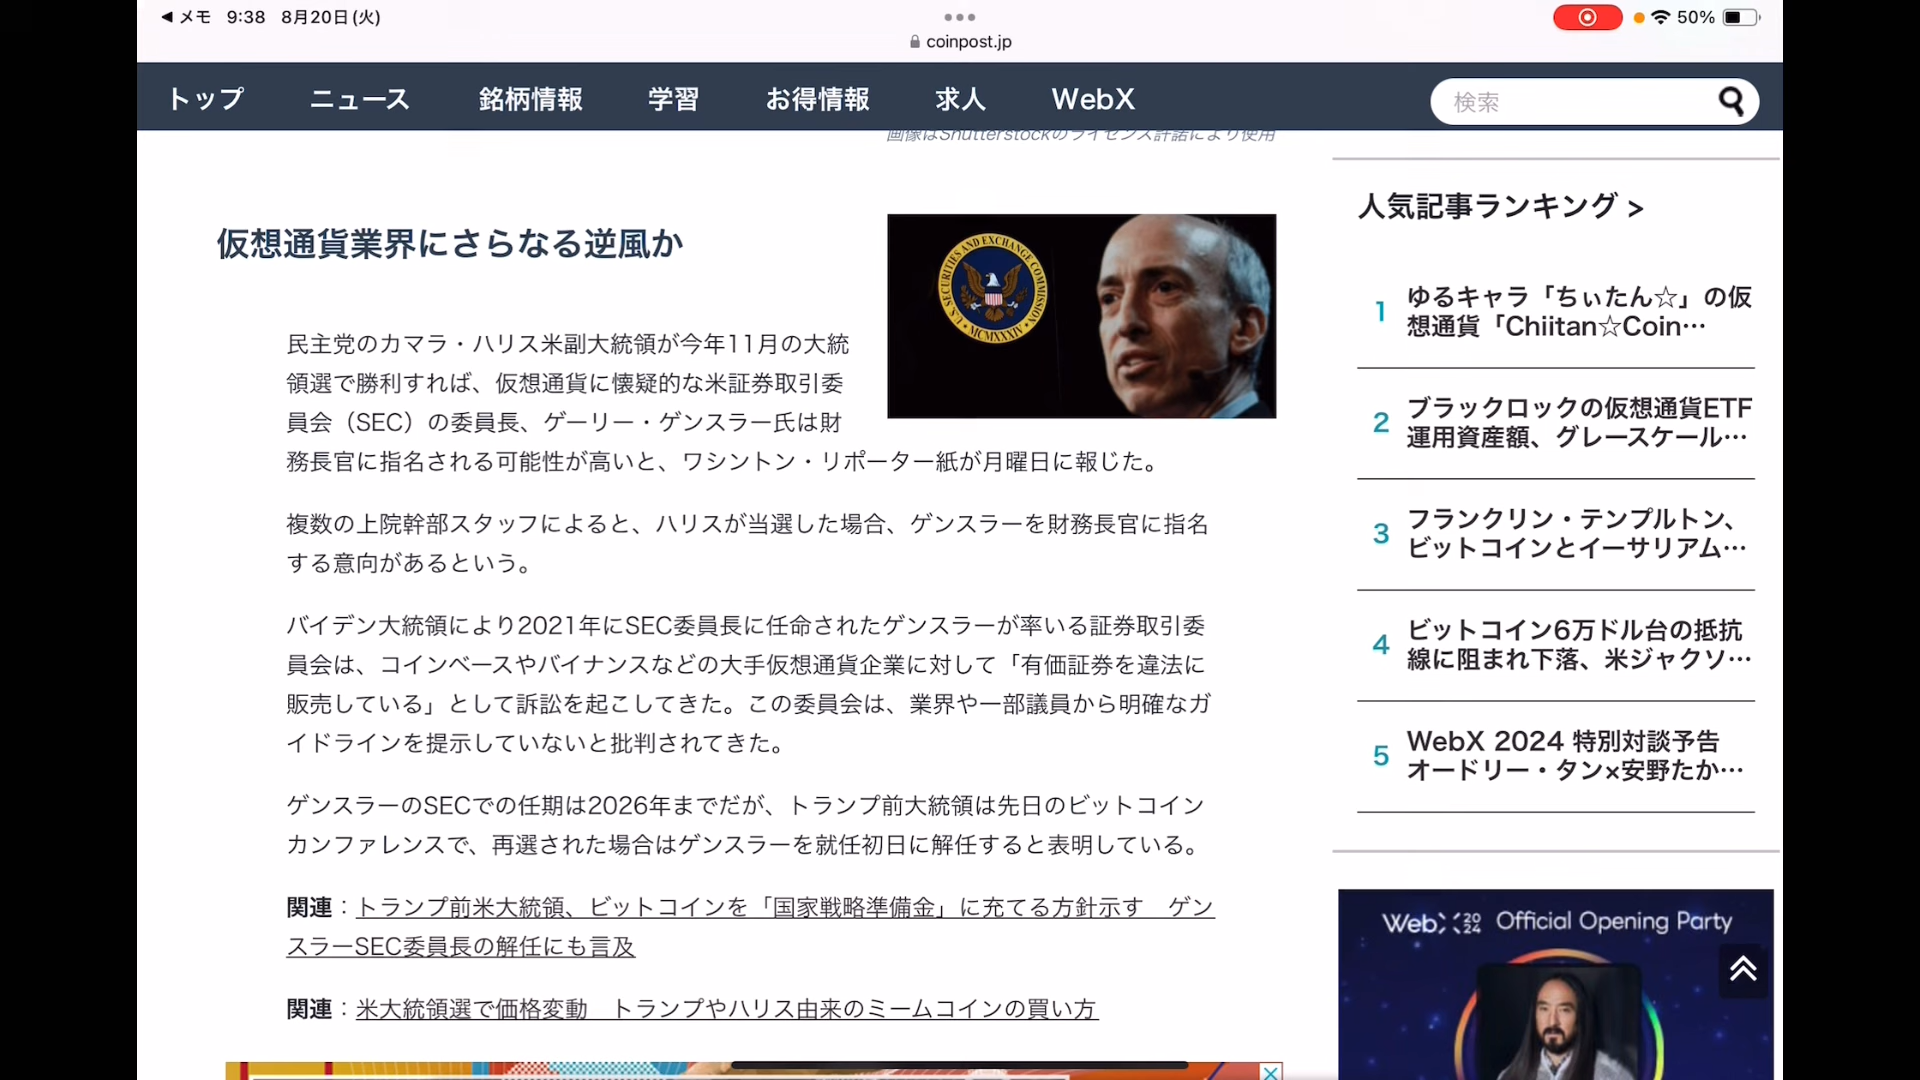 メモ 9:38 8月20日(火)
50%
coinpost.jp
トップ ニュース 銘柄情報 学習 お得情報 求人 WebX
検索
画像はShutterstockのライセンス許諾により使用
仮想通貨業界にさらなる逆風か
SECURITIES AND EXCHANGE COMMISSION
U.S.
MCMXXXIV
民主党のカマラ・ハリス米副大統領が今年11月の大統
領選で勝利すれば、仮想通貨に懐疑的な米証券取引委
員会（SEC）の委員長、ゲーリー・ゲンスラー氏は財
務長官に指名される可能性が高いと、ワシントン・リポーター紙が月曜日に報じた。
複数の上院幹部スタッフによると、ハリスが当選した場合、ゲンスラーを財務長官に指名
する意向があるという。
バイデン大統領により2021年にSEC委員長に任命されたゲンスラーが率いる証券取引委
員会は、コインベースやバイナンスなどの大手仮想通貨企業に対して「有価証券を違法に
販売している」として訴訟を起こしてきた。この委員会は、業界や一部議員から明確なガ
イドラインを提示していないと批判されてきた。
ゲンスラーのSECでの任期は2026年までだが、トランプ前大統領は先日のビットコイン
カンファレンスで、再選された場合はゲンスラーを就任初日に解任すると表明している。
関連：トランプ前米大統領、ビットコインを「国家戦略準備金」に充てる方針示す　ゲン
スラーSEC委員長の解任にも言及
関連：米大統領選で価格変動　トランプやハリス由来のミームコインの買い方
人気記事ランキング >
1 ゆるキャラ「ちぃたん☆」の仮
想通貨「Chiitan☆Coin…
2 ブラックロックの仮想通貨ETF
運用資産額、グレースケール…
3 フランクリン・テンプルトン、
ビットコインとイーサリアム…
4 ビットコイン6万ドル台の抵抗
線に阻まれ下落、米ジャクソ…
5 WebX 2024 特別対談予告
オードリー・タン×安野たか…
WebX 2024 Official Opening Party